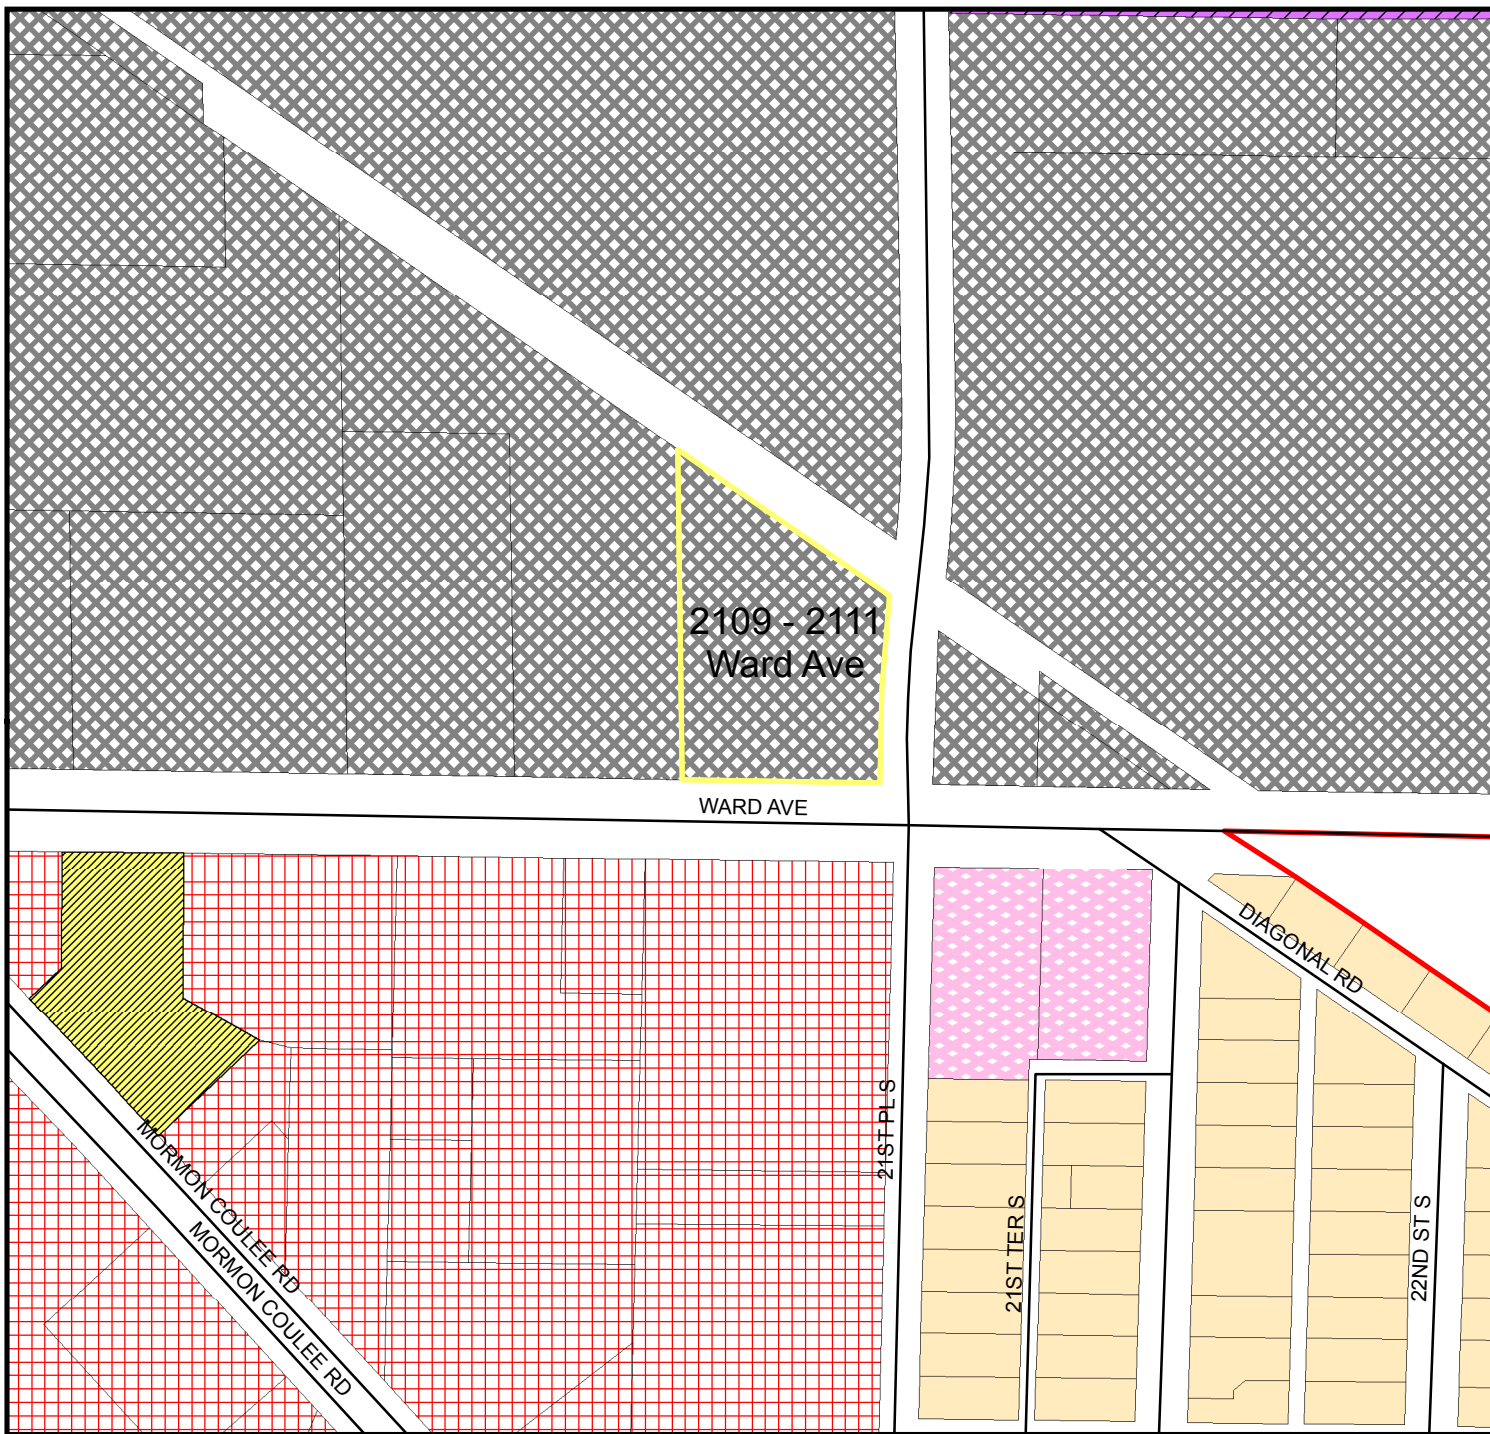 2109 - 2111
Ward Ave
WARD AVE
DIAGONAL RD
21ST PL S
MORMON COULEE RD
MORMON COULEE RD
21ST TER S
22ND ST S